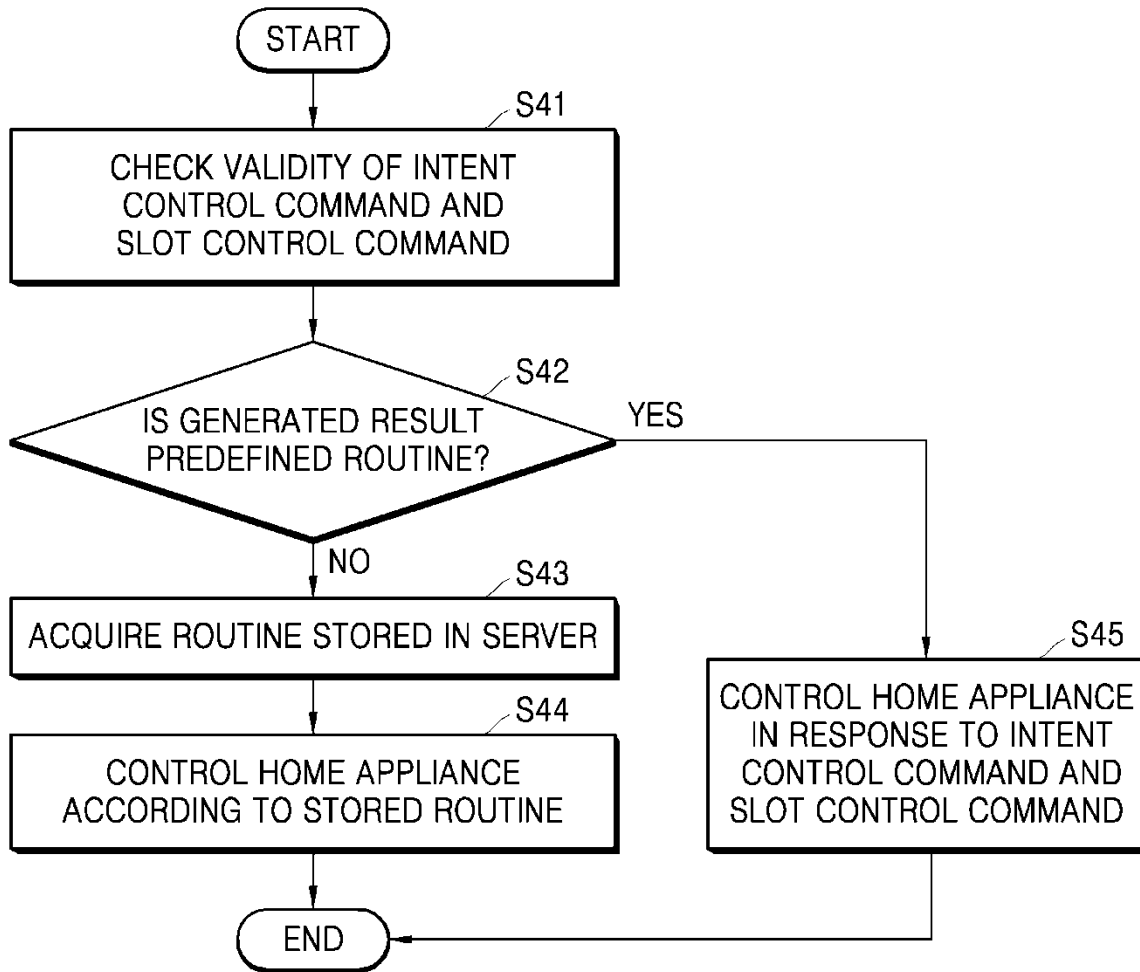 START
S41
CHECK VALIDITY OF INTENT
CONTROL COMMAND AND
SLOT CONTROL COMMAND
S42
IS GENERATED RESULT
PREDEFINED ROUTINE?
YES
NO
S43
ACQUIRE ROUTINE STORED IN SERVER
S44
CONTROL HOME APPLIANCE
ACCORDING TO STORED ROUTINE
S45
CONTROL HOME APPLIANCE
IN RESPONSE TO INTENT
CONTROL COMMAND AND
SLOT CONTROL COMMAND
END